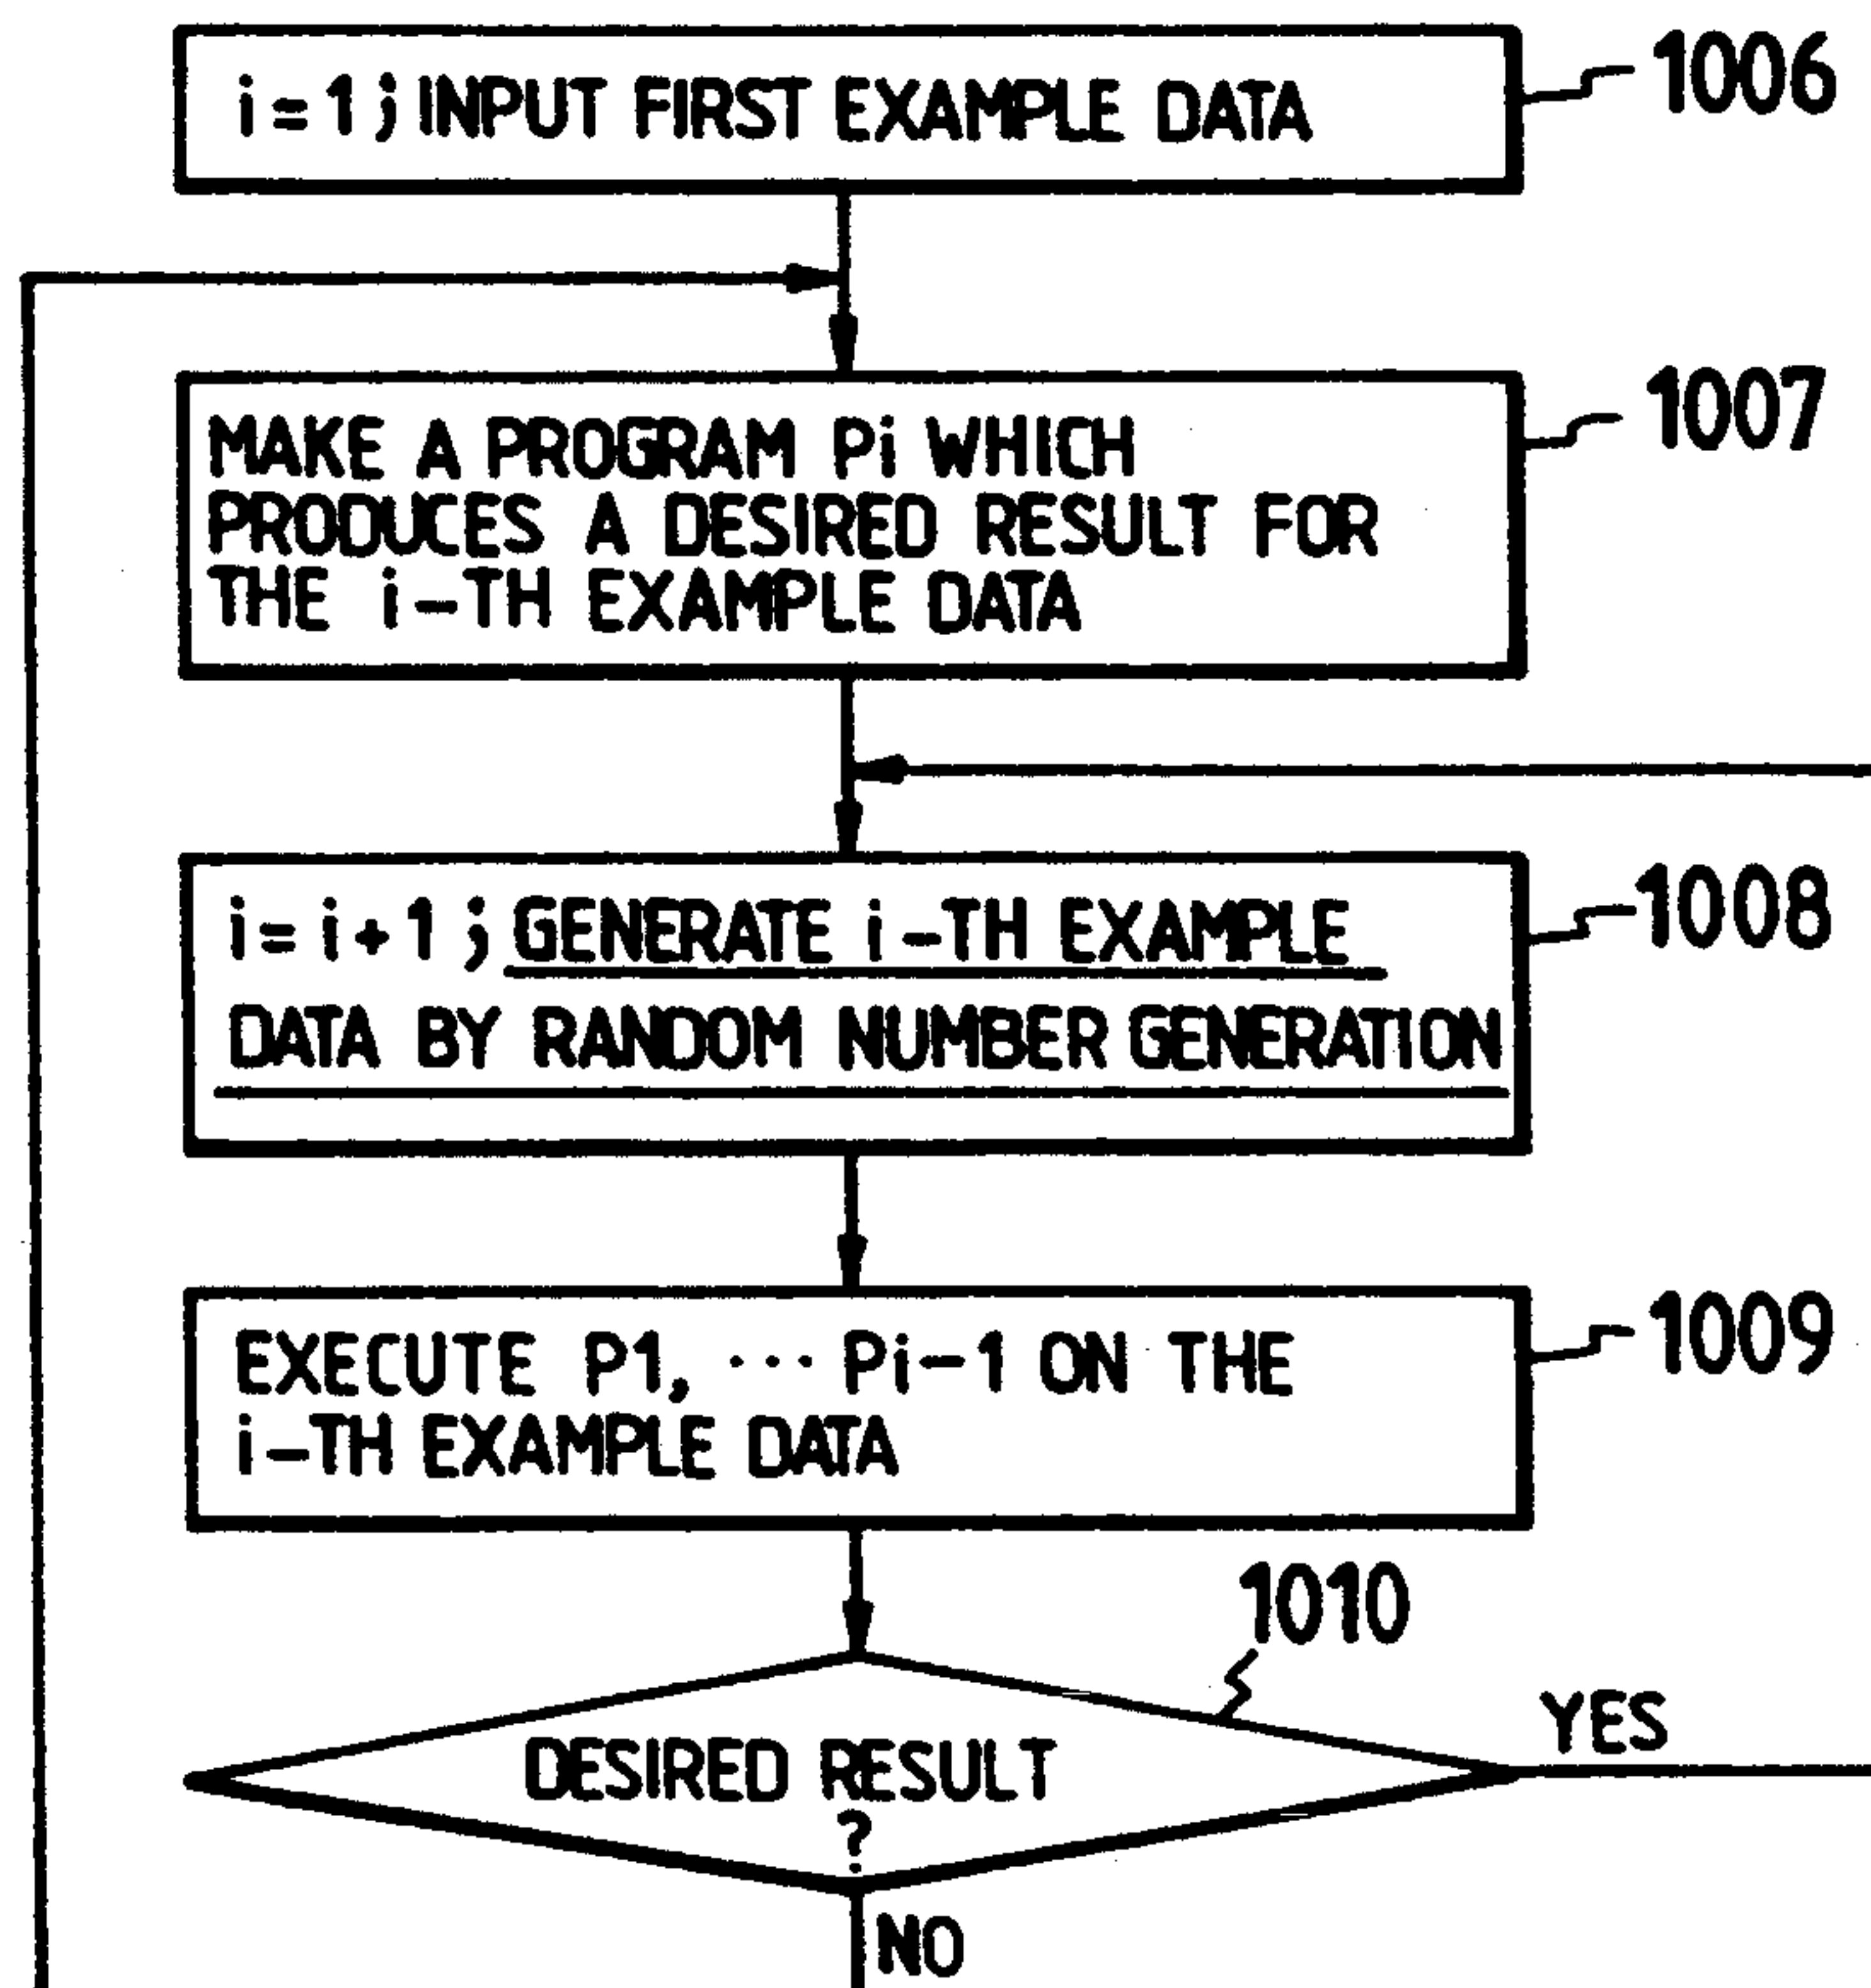 i=1; INPUT FIRST EXAMPLE DATA
1006
MAKE A PROGRAM Pi WHICH
PRODUCES A DESIRED RESULT FOR
THE i-TH EXAMPLE DATA
1007
i=i+1; GENERATE i-TH EXAMPLE
DATA BY RANDOM NUMBER GENERATION
1008
EXECUTE P1, ... Pi-1 ON THE
i-TH EXAMPLE DATA
1009
1010
DESIRED RESULT
?
YES
NO